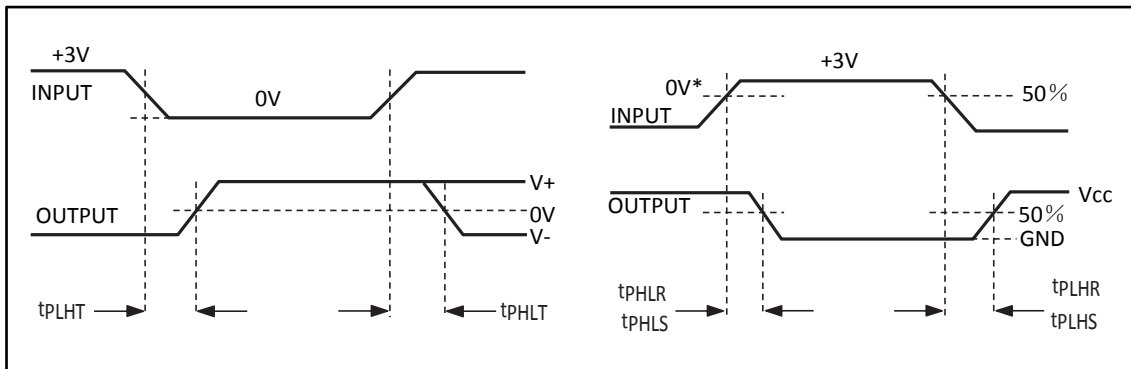 +3V
INPUT
0V
OUTPUT
V+
0V
V-
tPLHT
tPHLT
0V*
+3V
50%
INPUT
OUTPUT
Vcc
50%
GND
tPHLR
tPHLS
tPLHR
tPLHS